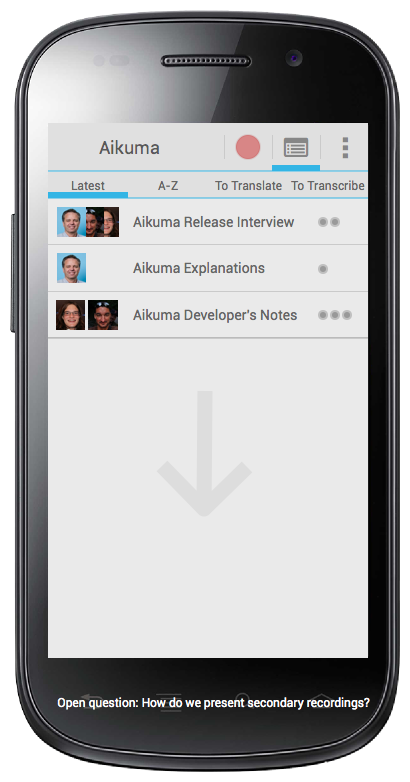 Aikuma
Latest A-Z To Translate To Transcribe
Aikuma Release Interview
Aikuma Explanations
Aikuma Developer's Notes
Open question: How do we present secondary recordings?